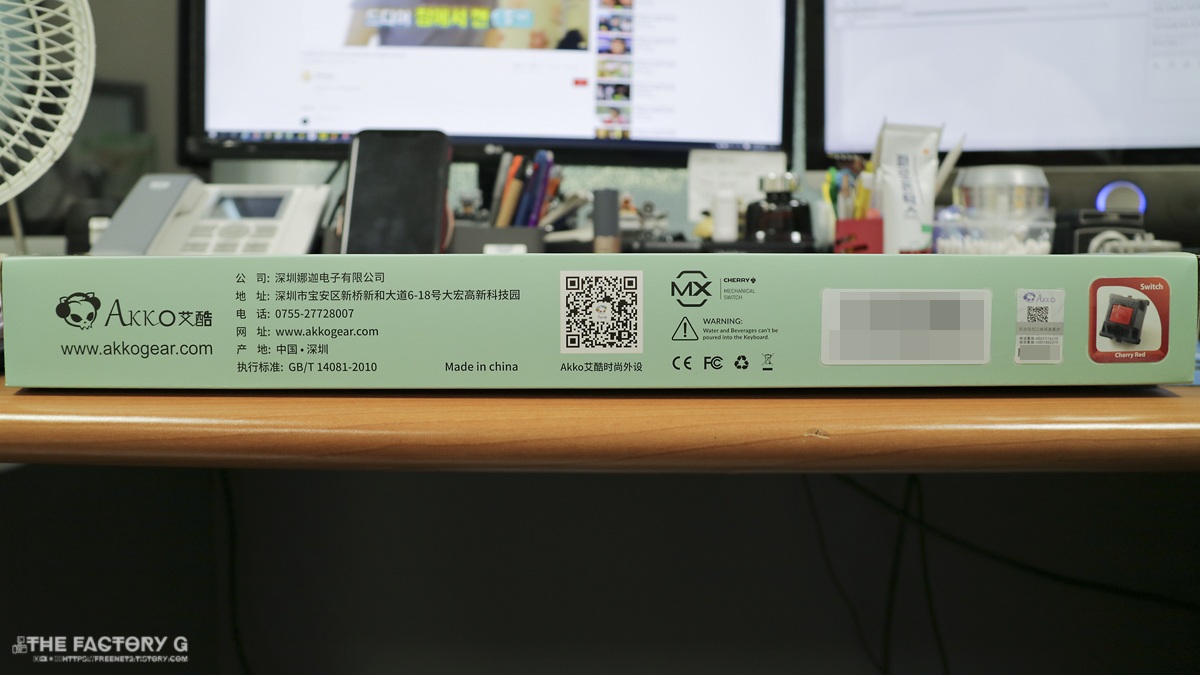 AKKO艾酷
www.akkogear.com
公 司: 深圳娜迦电子有限公司
地 址: 深圳市宝安区新桥新和大道6-18号大宏高新科技园
电 话: 0755-27728007
网 址: www.akkogear.com
产 地: 中国 • 深圳
执行标准: GB/T 14081-2010
Made in china
Akko艾酷时尚外设
MX
CHERRY
MECHANICAL
SWITCH
WARNING:
Water and Beverages can't be
poured into the Keyboard.
CE FC
AKKO
Switch
Cherry Red
THE FACTORY G
HTTPS://FREENET2.TISTORY.COM